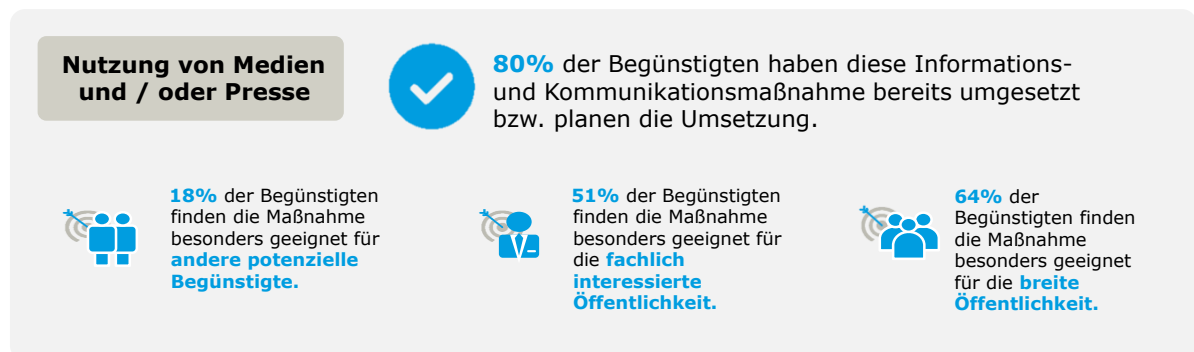 Nutzung von Medien
und / oder Presse
80% der Begünstigten haben diese Informations-
und Kommunikationsmaßnahme bereits umgesetzt
bzw. planen die Umsetzung.
18% der Begünstigten
finden die Maßnahme
besonders geeignet für
andere potenzielle
Begünstigte.
51% der Begünstigten
finden die Maßnahme
besonders geeignet für
die fachlich
interessierte
Öffentlichkeit.
64% der
Begünstigten finden
die Maßnahme
besonders geeignet
für die breite
Öffentlichkeit.